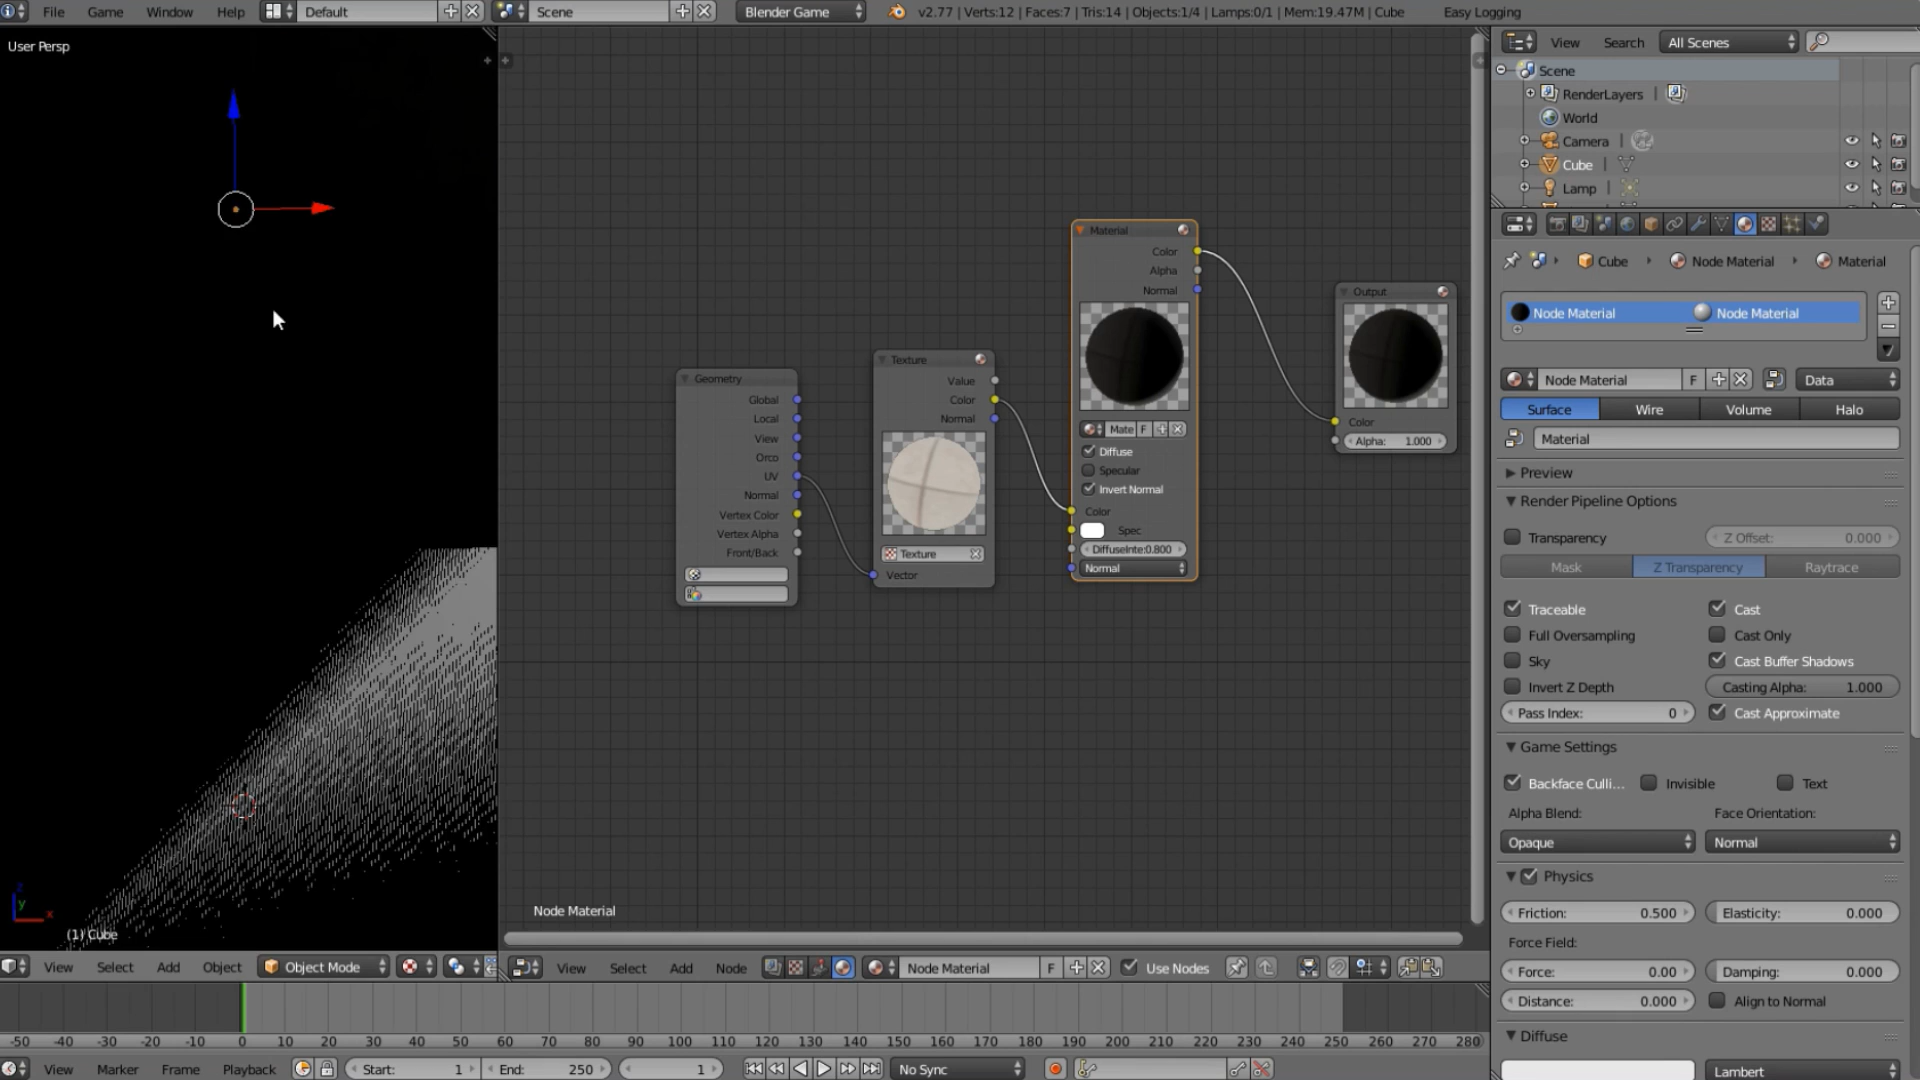 File Game Window Help Default Scene Blender Game v2.77 | Verts:12 | Faces:7 | Tris:14 | Objects:1/4 | Lamps:0/1 | Mem:19.47M | Cube Easy Logging
User Persp
(1) Cube
View Select Add Object Object Mode
Geometry
Global
Local
View
Orco
UV
Normal
Vertex Color
Vertex Alpha
Front/Back
Texture
Value
Color
Normal
Texture
Vector
Material
Color
Alpha
Normal
Mate F
Diffuse
Specular
Invert Normal
Color
Spec
DiffuseInte:0.800
Normal
Output
Color
Alpha: 1.000
Node Material
View Select Add Node Node Material F Use Nodes
-50 -40 -30 -20 -10 0 10 20 30 40 50 60 70 80 90 100 110 120 130 140 150 160 170 180 190 200 210 220 230 240 250 260 270 280
View Marker Frame Playback Start: 1 End: 250 1 No Sync
View Search All Scenes
Scene
RenderLayers |
World
Camera |
Cube |
Lamp |
Cube Node Material Material
Node Material Node Material
Node Material F Data
Surface Wire Volume Halo
Material
Preview
Render Pipeline Options
Transparency Z Offset: 0.000
Mask Z Transparency Raytrace
Traceable Cast
Full Oversampling Cast Only
Sky Cast Buffer Shadows
Invert Z Depth Casting Alpha: 1.000
Pass Index: 0 Cast Approximate
Game Settings
Backface Culli... Invisible Text
Alpha Blend: Face Orientation:
Opaque Normal
Physics
Friction: 0.500 Elasticity: 0.000
Force Field:
Force: 0.00 Damping: 0.000
Distance: 0.000 Align to Normal
Diffuse
Lambert